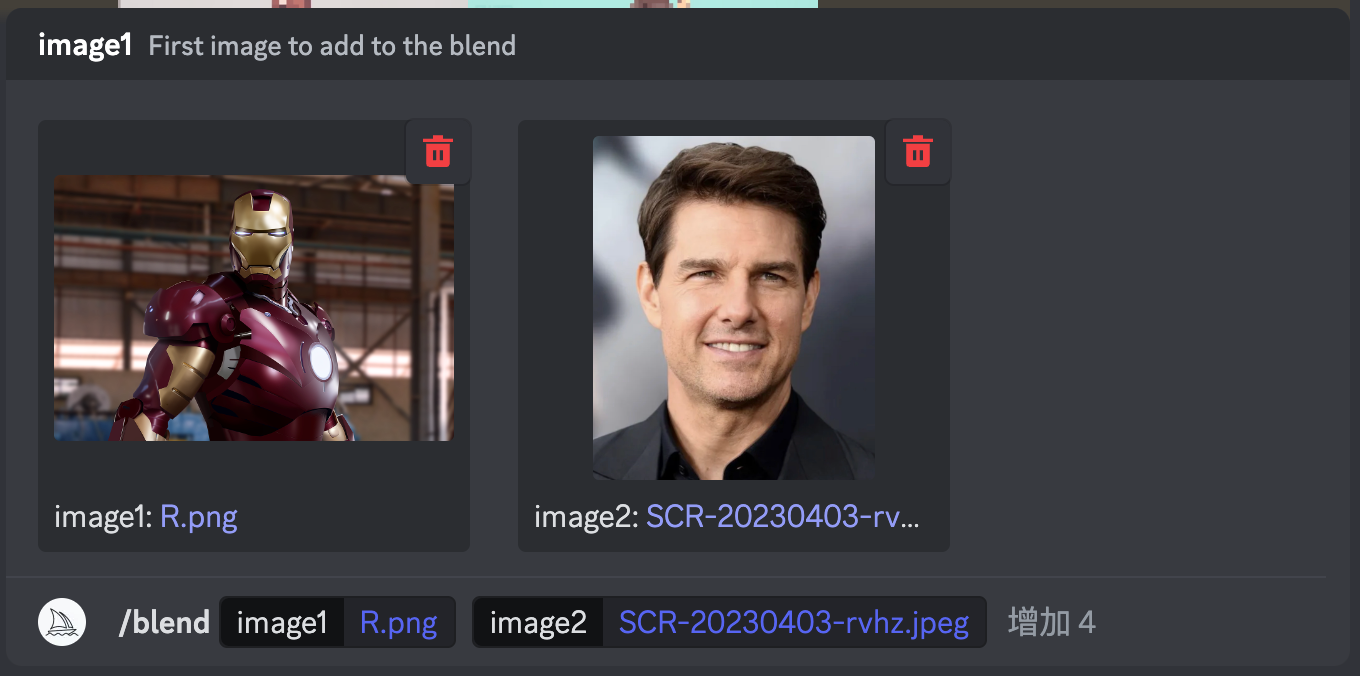 image1 First image to add to the blend
image1: R.png
image2: SCR-20230403-rv...
/blend image1 R.png image2 SCR-20230403-rvhz.jpeg 增加 4